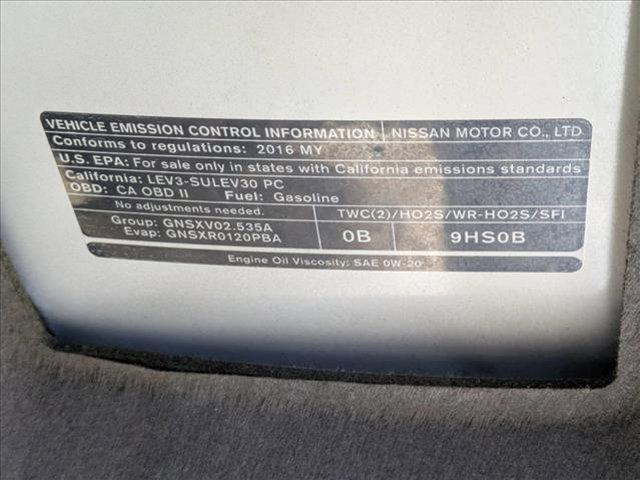 VEHICLE EMISSION CONTROL INFORMATION NISSAN MOTOR CO., LTD
Conforms to regulations: 2016 MY
U.S. EPA: For sale only in states with California emissions standards
California: LEV3-SULEV30 PC
OBD: CA OBD II Fuel: Gasoline
No adjustments needed. TWC(2)/HO2S/WR-HO2S/SFI
Group: GNSXV02.535A
Evap: GNSXR0120PBA
0B 9HS0B
Engine Oil Viscosity: SAE 0W-20